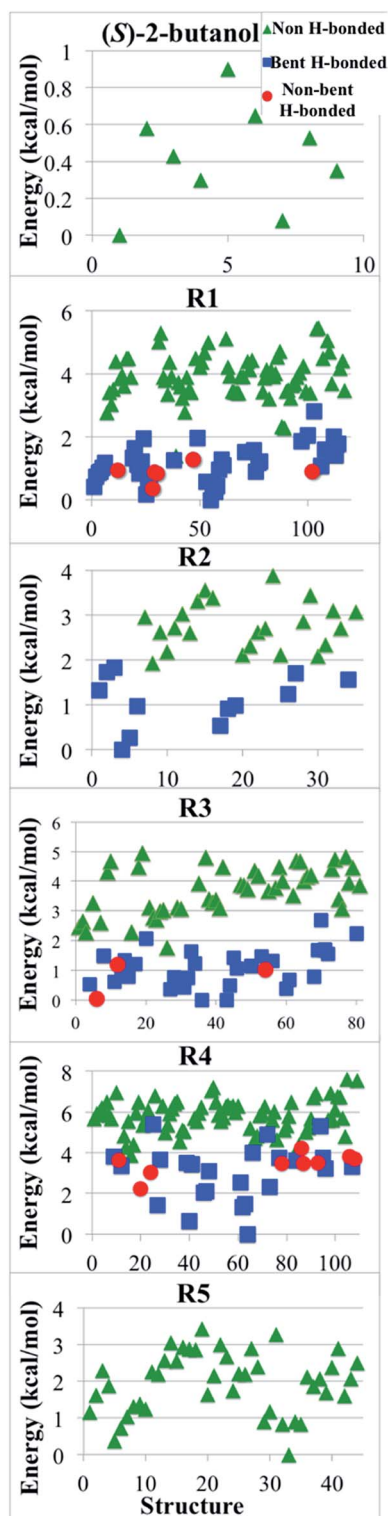 (S)-2-butanol
Non H-bonded
Bent H-bonded
Non-bent
H-bonded
Energy (kcal/mol)
1
0.8
0.6
0.4
0.2
0
0 5 10
R1
Energy (kcal/mol)
6
4
2
0
0 50 100
R2
Energy (kcal/mol)
4
3
2
1
0
0 10 20 30
R3
Energy (kcal/mol)
6
5
4
3
2
1
0
0 20 40 60 80
R4
Energy (kcal/mol)
8
6
4
2
0
0 20 40 60 80 100
R5
Energy (kcal/mol)
4
3
2
1
0
0 10 20 30 40
Structure